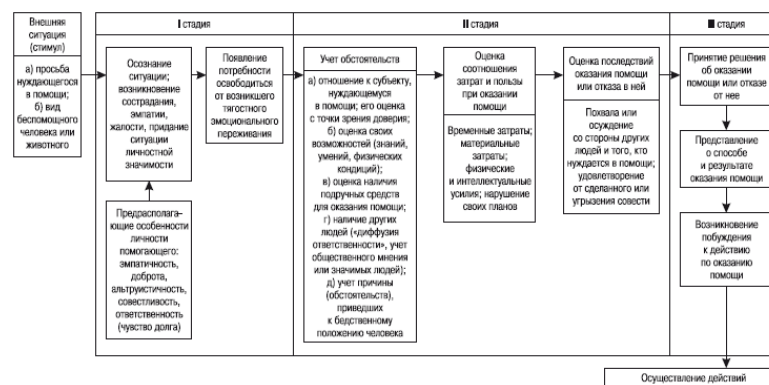 Внешняя
ситуация
(стимул)
а) просьба
нуждающегося
в помощи;
б) вид
беспомощного
человека или
животного
I стадия
Осознание
ситуации;
возникновение
сострадания,
эмпатии,
жалости, придание
ситуации
личностной
значимости
Появление
потребности
освободиться
от возникшего
тягостного
эмоционального
переживания
Предрасполага-
ющие особенности
личности
помогающего:
эмпатичность,
доброта,
альтруистичность,
совестливость,
ответственность
(чувство долга)
II стадия
Учет обстоятельств
а) отношение к субъекту,
нуждающемуся
в помощи; его оценка
с точки зрения доверия;
б) оценка своих
возможностей (знаний,
умений, физических
кондиций);
в) оценка наличия
подручных средств
для оказания помощи;
г) наличие других
людей («диффузия
ответственности», учет
общественного мнения
или значимых людей);
д) учет причины
(обстоятельств),
приведших
к бедственному
положению человека
Оценка
соотношения
затрат и пользы
при оказании
помощи
Временные затраты;
материальные
затраты;
физические
и интеллектуальные
усилия; нарушение
своих планов
Оценка последствий
оказания помощи
или отказа в ней
Похвала или
осуждение
со стороны других
людей и того, кто
нуждается в помощи;
удовлетворение
от сделанного или
угрызения совести
III стадия
Принятие решения
об оказании
помощи или отказе
от нее
Представление
о способе
и результате
оказания помощи
Возникновение
побуждения
к действию
по оказанию
помощи
Осуществление действий